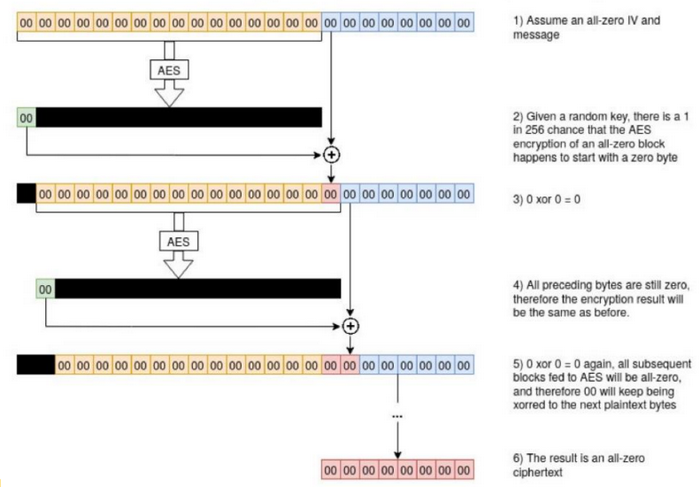 00 00 00 00 00 00 00 00 00 00 00 00 00 00 00 00 00 00 00 00 00 00 00 00
1) Assume an all-zero IV and
message
AES
00
2) Given a random key, there is a 1
in 256 chance that the AES
encryption of an all-zero block
happens to start with a zero byte
00 00 00 00 00 00 00 00 00 00 00 00 00 00 00 00 00 00 00 00 00 00 00
3) 0 xor 0 = 0
AES
00
4) All preceding bytes are still zero,
therefore the encryption result will
be the same as before.
00 00 00 00 00 00 00 00 00 00 00 00 00 00 00 00 00 00 00 00 00 00
5) 0 xor 0 = 0 again, all subsequent
blocks fed to AES will be all-zero,
and therefore 00 will keep being
xorred to the next plaintext bytes
...
00 00 00 00 00 00 00 00
6) The result is an all-zero
ciphertext